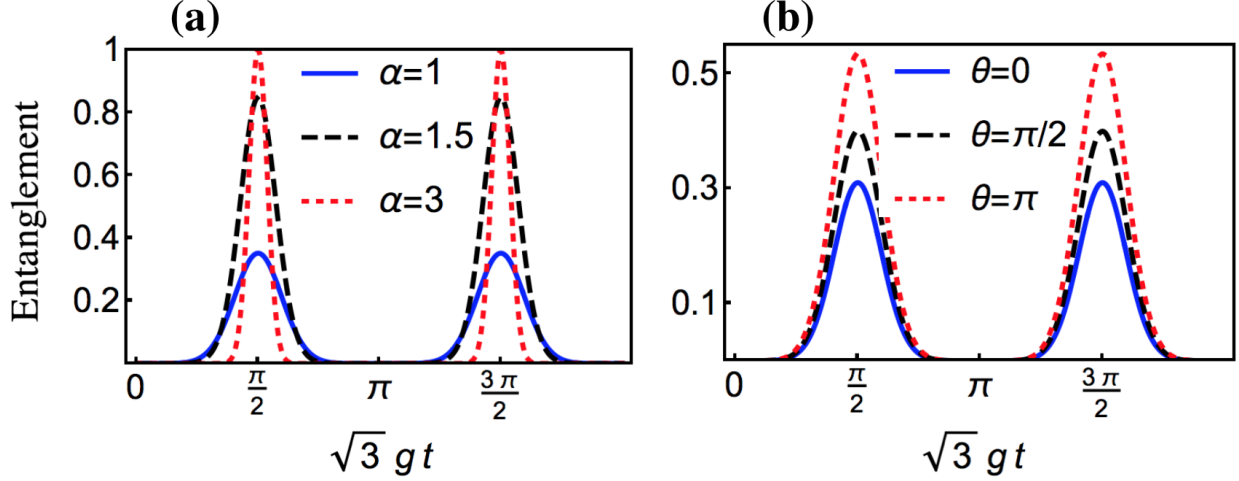 (a)
Entanglement
1
0.8
0.6
0.4
0.2
α=1
α=1.5
α=3
0 π/2 π 3π/2
√3 g t
(b)
0.5
0.3
0.1
θ=0
θ=π/2
θ=π
0 π/2 π 3π/2
√3 g t